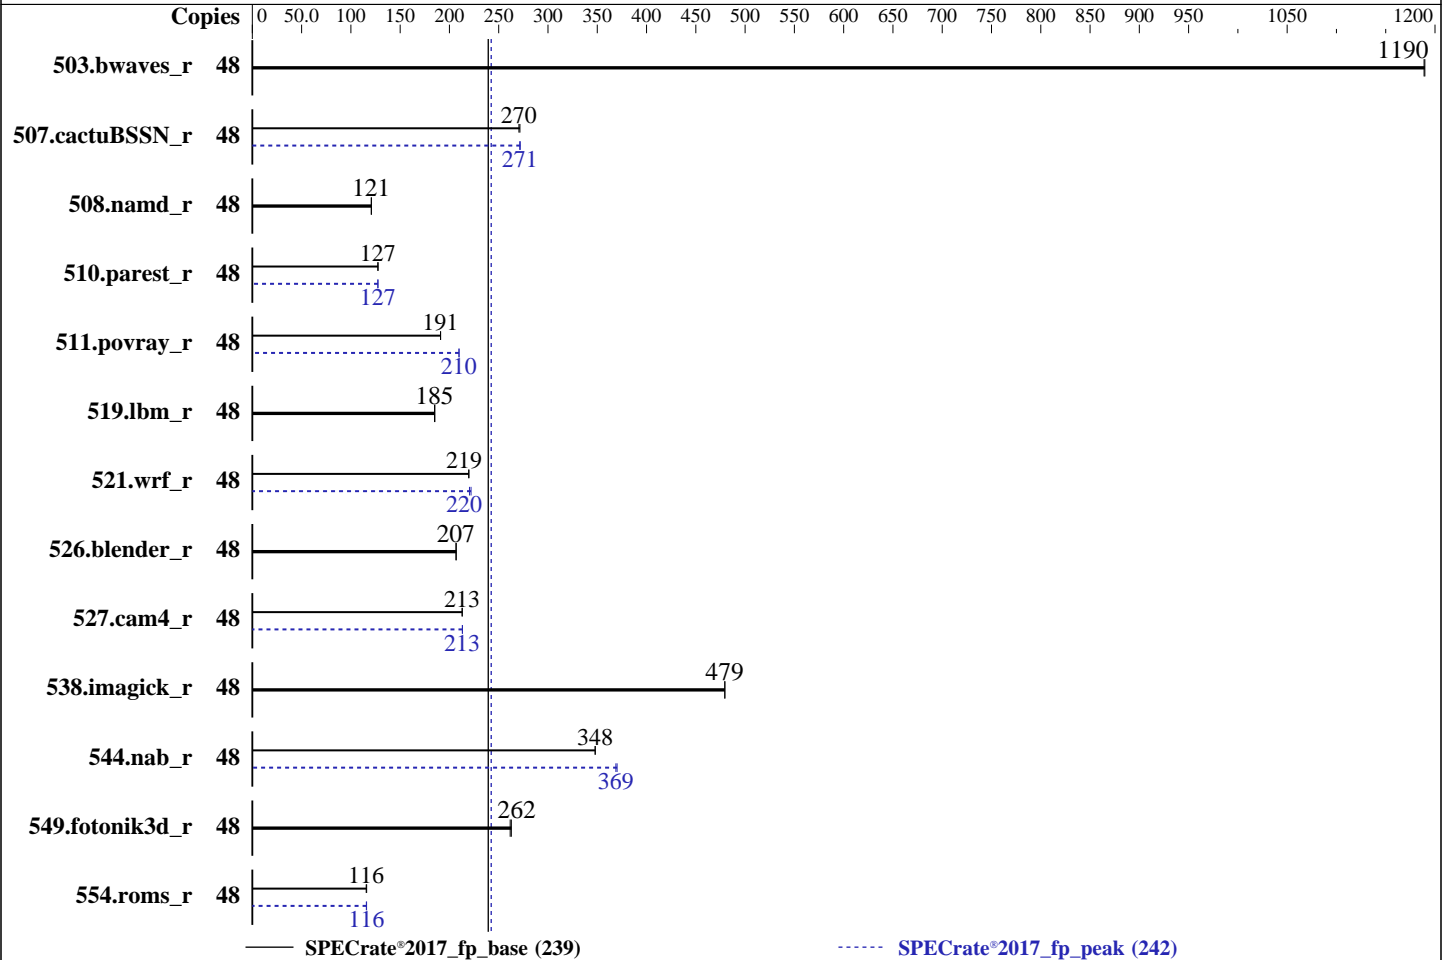 Copies 0 50.0 100 150 200 250 300 350 400 450 500 550 600 650 700 750 800 850 900 950 1050 1200
503.bwaves_r 48 1190
507.cactuBSSN_r 48 270
271
508.namd_r 48 121
510.parest_r 48 127
127
511.povray_r 48 191
210
519.lbm_r 48 185
521.wrf_r 48 219
220
526.blender_r 48 207
527.cam4_r 48 213
213
538.imagick_r 48 479
544.nab_r 48 348
369
549.fotonik3d_r 48 262
554.roms_r 48 116
116
SPECrate®2017_fp_base (239) SPECrate®2017_fp_peak (242)